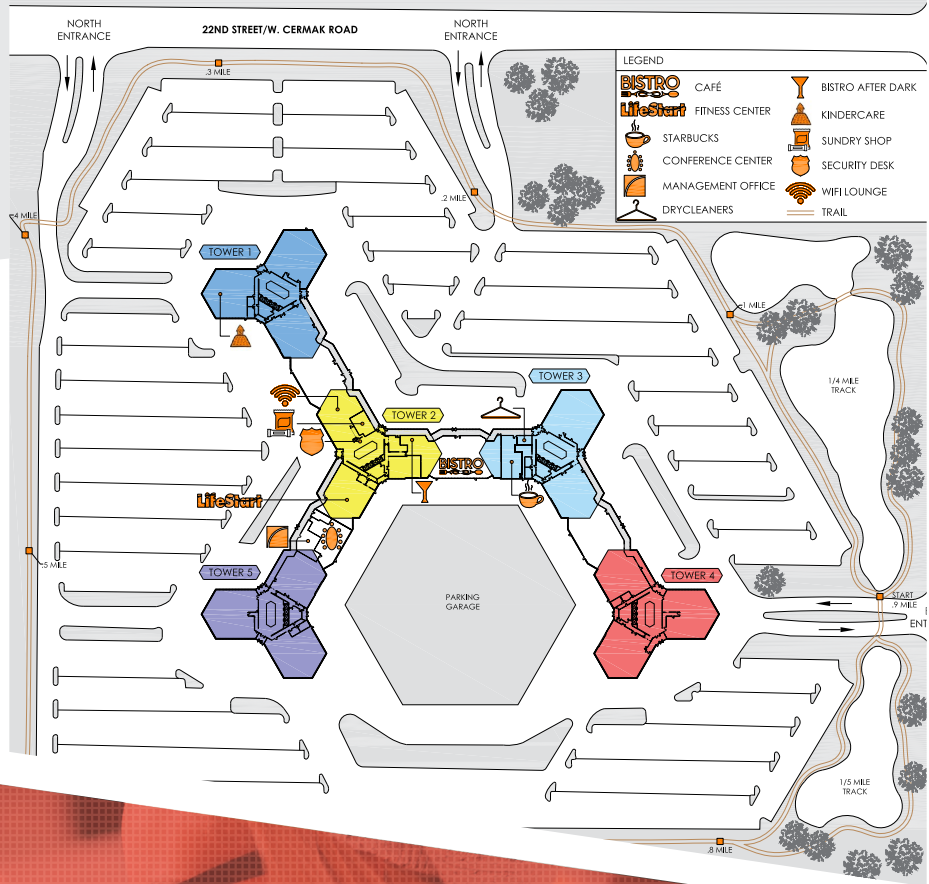 NORTH
ENTRANCE
22ND STREET/W. CERMAK ROAD
NORTH
ENTRANCE
LEGEND
BISTRO
CAFÉ
LifeStart
FITNESS CENTER
STARBUCKS
CONFERENCE CENTER
MANAGEMENT OFFICE
DRYCLEANERS
BISTRO AFTER DARK
KINDERCARE
SUNDRY SHOP
SECURITY DESK
WIFI LOUNGE
TRAIL
.3 MILE
.2 MILE
.4 MILE
.1 MILE
TOWER 1
TOWER 3
1/4 MILE
TRACK
TOWER 2
BISTRO
LifeStart
.5 MILE
TOWER 5
TOWER 4
PARKING
GARAGE
START
.9 MILE
1/5 MILE
TRACK
.8 MILE